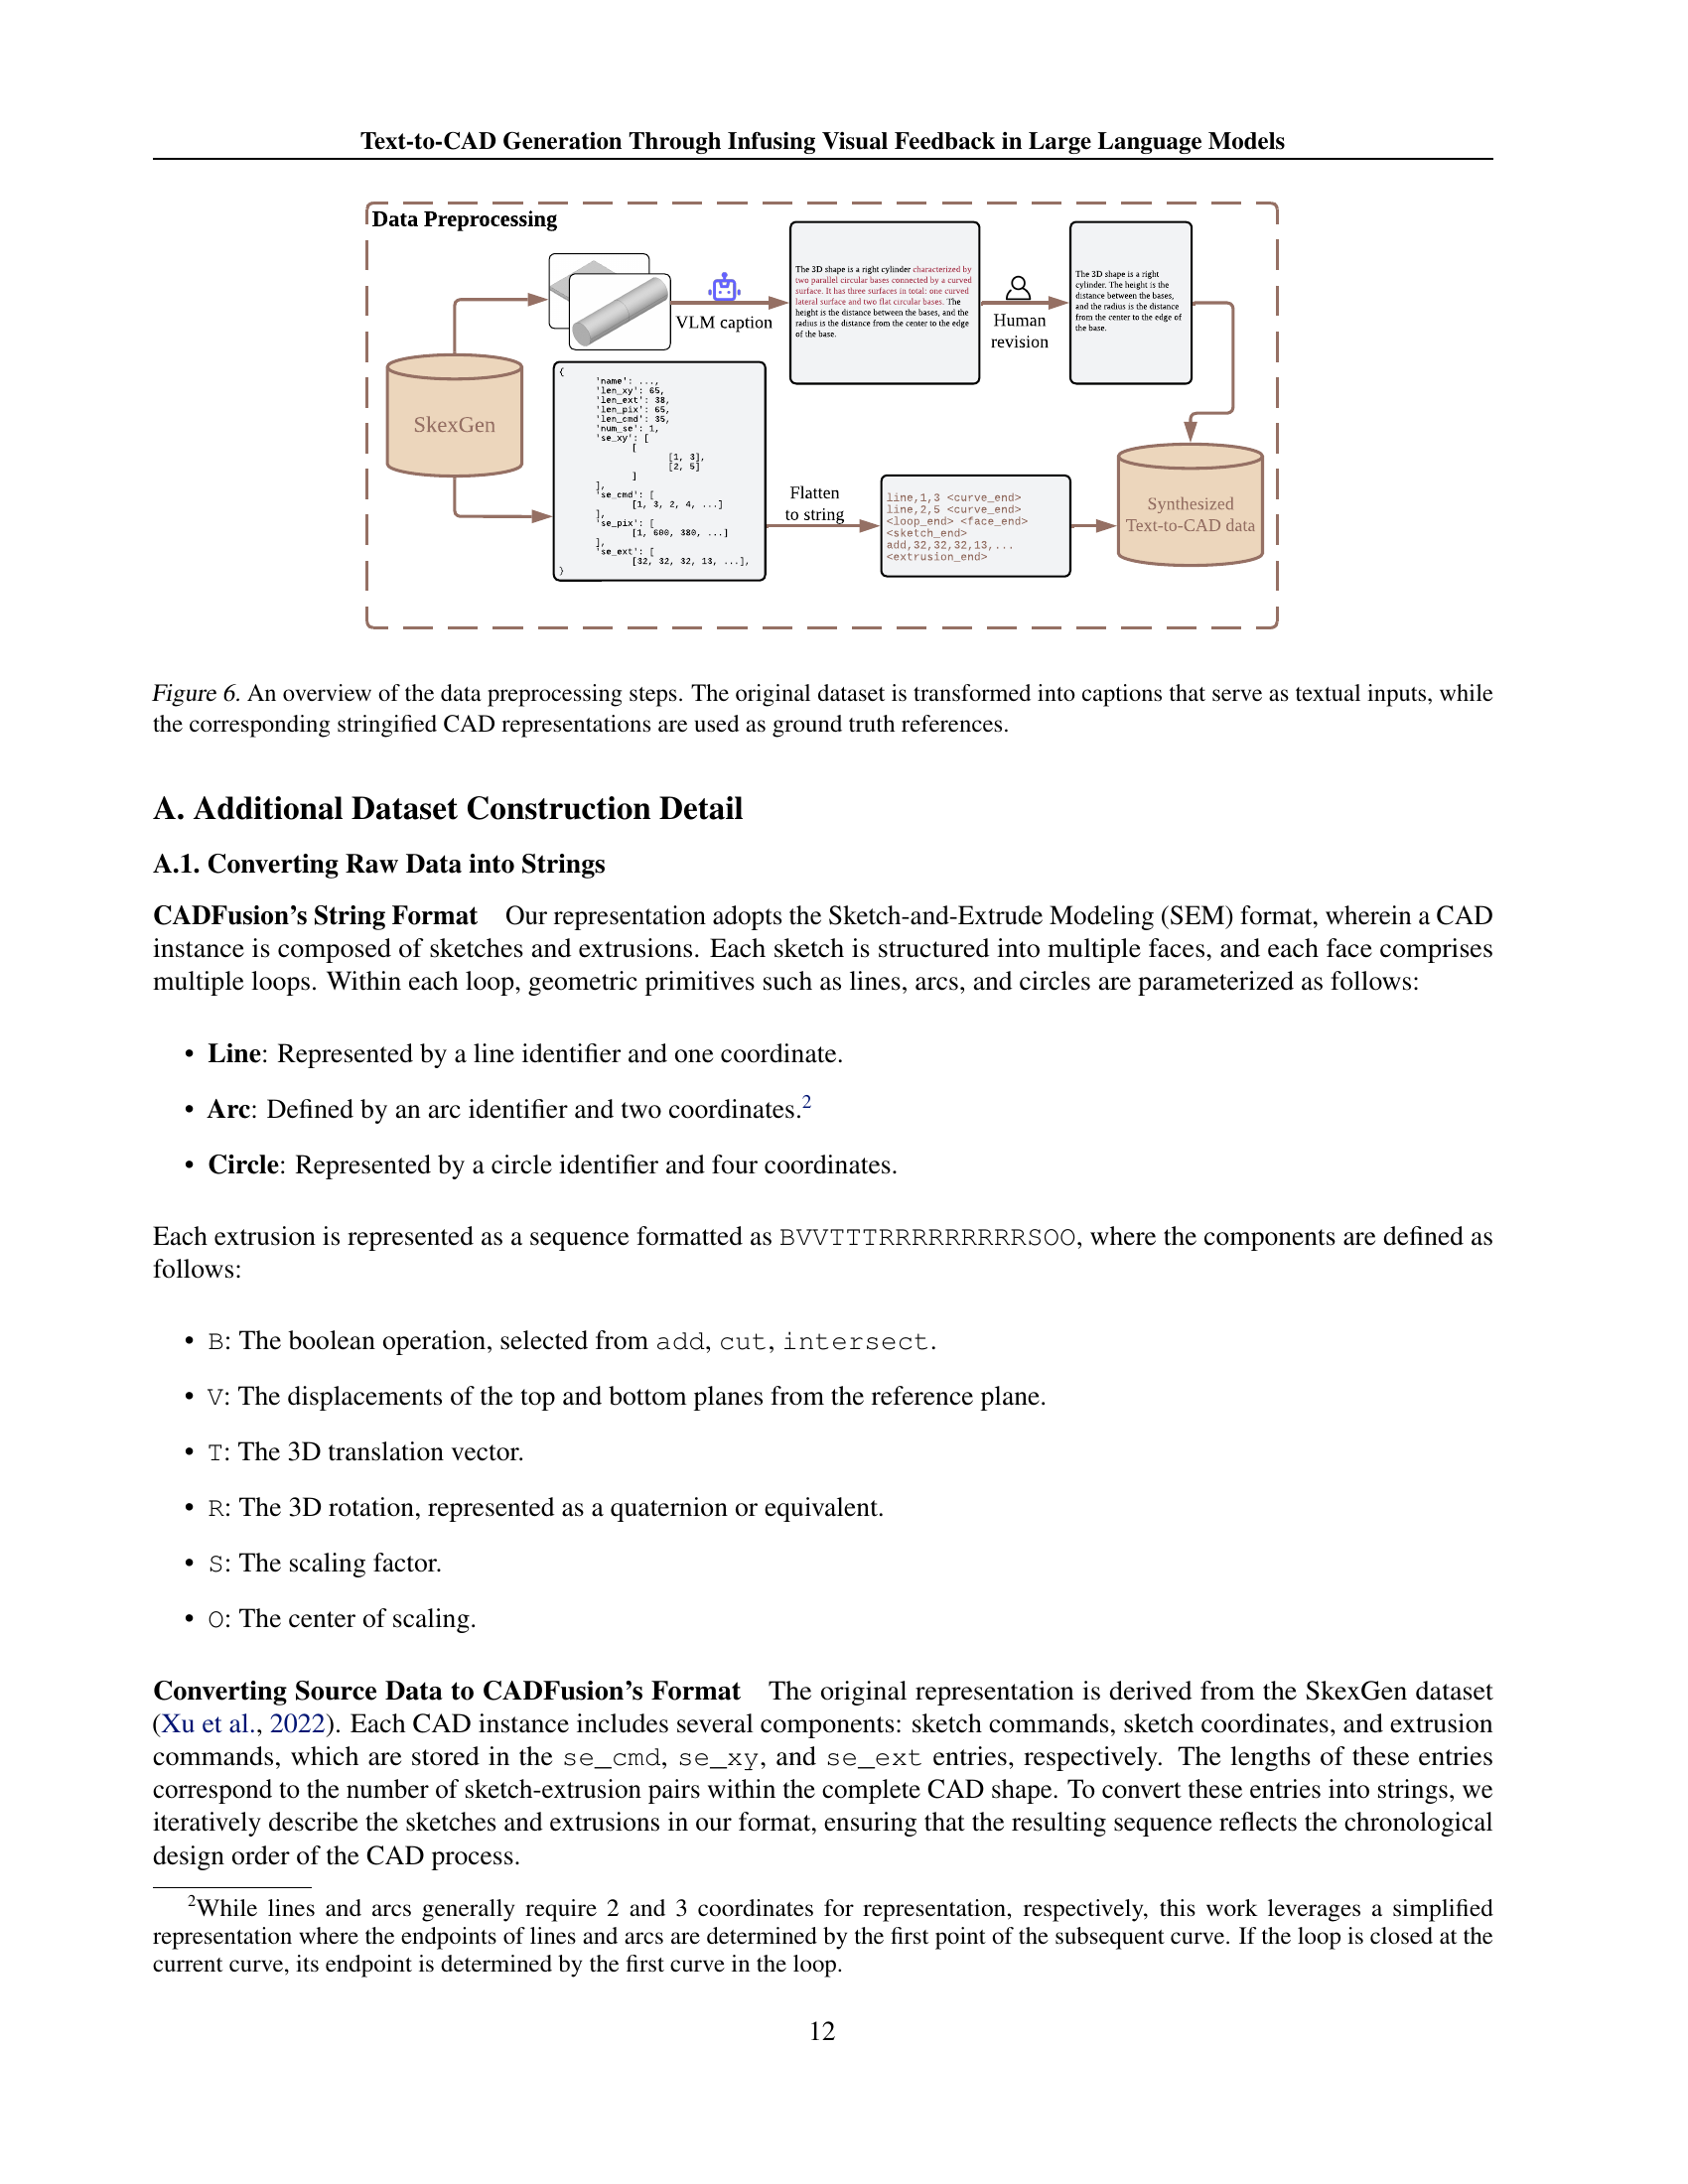 Text-to-CAD Generation Through Infusing Visual Feedback in Large Language Models
Data Preprocessing
SkexGen
VLM caption
The 3D shape is a right cylinder characterized by
two parallel circular bases connected by a curved
surface. It has three surfaces in total: one curved
lateral surface and two flat circular bases. The
height is the distance between the bases, and the
radius is the distance from the center to the edge
of the base.
Human
revision
The 3D shape is a right
cylinder. The height is the
distance between the bases,
and the radius is the distance
from the center to the edge of
the base.
{
'name': ...,
'len_xy': 65,
'len_ext': 38,
'len_pix': 65,
'len_cmd': 35,
'num_se': 1,
'se_xy': [
[
[1, 3],
[2, 5]
]
],
'se_cmd': [
[1, 3, 2, 4, ...]
],
'se_pix': [
[1, 600, 380, ...]
],
'se_ext': [
[32, 32, 32, 13, ...],
}
Flatten
to string
line,1,3 <curve_end>
line,2,5 <curve_end>
<loop_end> <face_end>
<sketch_end>
add,32,32,32,13,...
<extrusion_end>
Synthesized
Text-to-CAD data
Figure 6. An overview of the data preprocessing steps. The original dataset is transformed into captions that serve as textual inputs, while
the corresponding stringified CAD representations are used as ground truth references.
A. Additional Dataset Construction Detail
A.1. Converting Raw Data into Strings
CADFusion's String Format Our representation adopts the Sketch-and-Extrude Modeling (SEM) format, wherein a CAD
instance is composed of sketches and extrusions. Each sketch is structured into multiple faces, and each face comprises
multiple loops. Within each loop, geometric primitives such as lines, arcs, and circles are parameterized as follows:
• Line: Represented by a line identifier and one coordinate.
• Arc: Defined by an arc identifier and two coordinates.2
• Circle: Represented by a circle identifier and four coordinates.
Each extrusion is represented as a sequence formatted as BVVTTTRRRRRRRRRSOO, where the components are defined as
follows:
• B: The boolean operation, selected from add, cut, intersect.
• V: The displacements of the top and bottom planes from the reference plane.
• T: The 3D translation vector.
• R: The 3D rotation, represented as a quaternion or equivalent.
• S: The scaling factor.
• O: The center of scaling.
Converting Source Data to CADFusion's Format The original representation is derived from the SkexGen dataset
(Xu et al., 2022). Each CAD instance includes several components: sketch commands, sketch coordinates, and extrusion
commands, which are stored in the se_cmd, se_xy, and se_ext entries, respectively. The lengths of these entries
correspond to the number of sketch-extrusion pairs within the complete CAD shape. To convert these entries into strings, we
iteratively describe the sketches and extrusions in our format, ensuring that the resulting sequence reflects the chronological
design order of the CAD process.
2While lines and arcs generally require 2 and 3 coordinates for representation, respectively, this work leverages a simplified
representation where the endpoints of lines and arcs are determined by the first point of the subsequent curve. If the loop is closed at the
current curve, its endpoint is determined by the first curve in the loop.
12